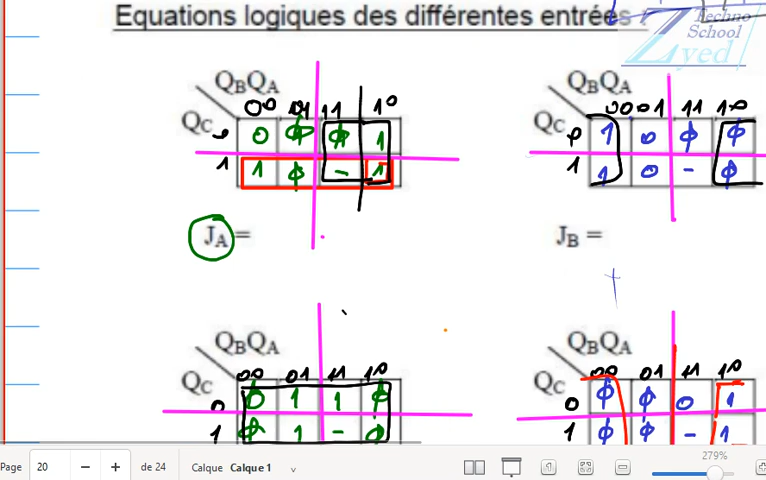 Equations logiques des différentes entrées
Techno
School
Zyed
QBQA
00 01 11 10
QC 0 0 Φ Φ 1
1 1 Φ - 1
JA =
QBQA
00 01 11 10
QC 0 1 0 Φ Φ
1 1 0 - Φ
JB =
QBQA
00 01 11 10
QC
0 Φ 1 1 Φ
1 Φ 1 - Φ
QBQA
00 01 11 10
QC
0 Φ Φ 0 1
1 Φ Φ - 1
Page 20 − + de 24 Calque Calque 1 279%